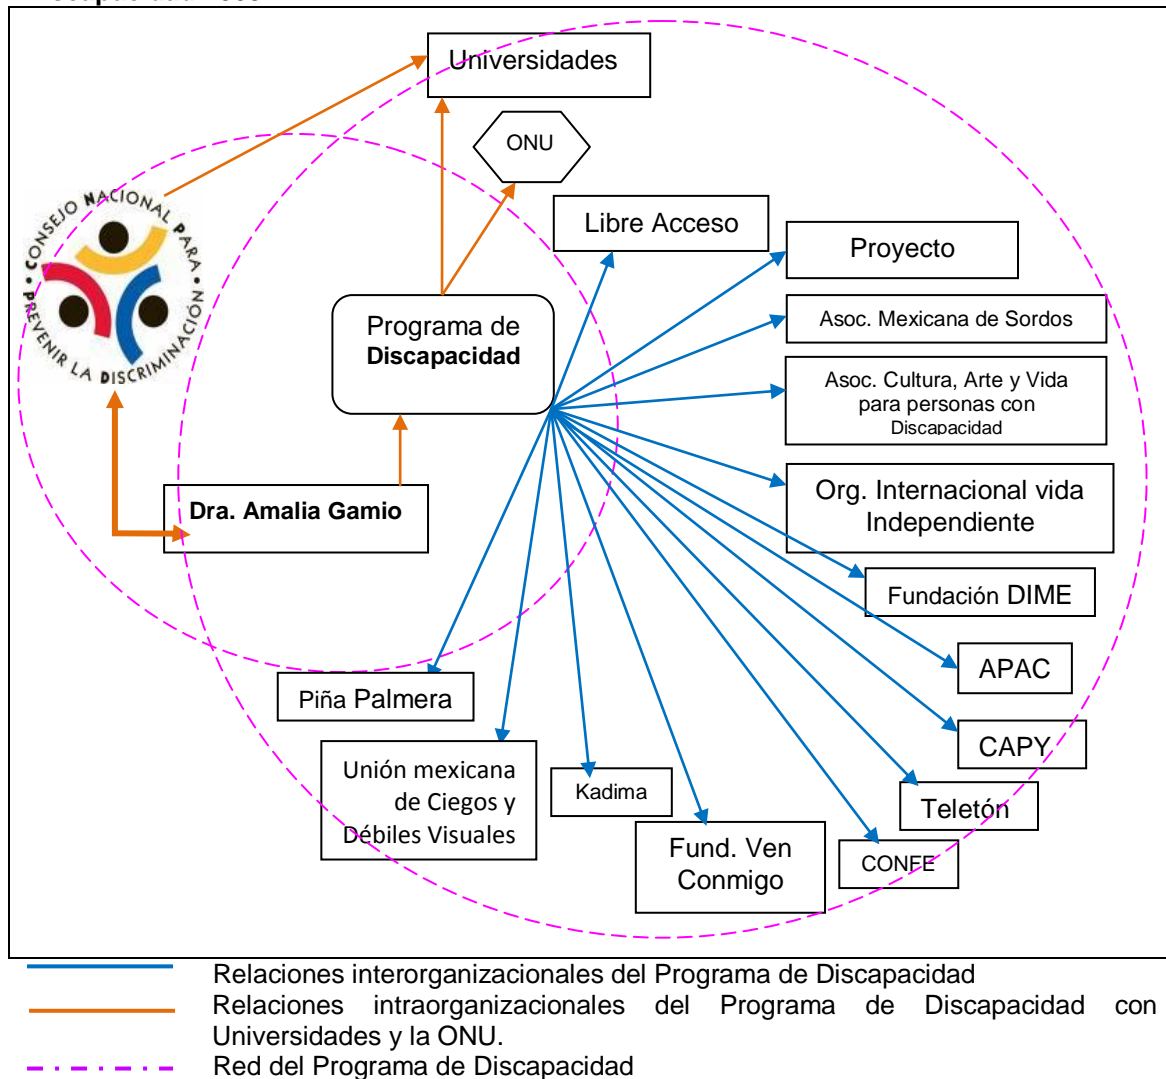 Universidades
ONU
CONSEJO NACIONAL PARA
PREVENIR LA DISCRIMINACIÓN
Libre Acceso
Proyecto
Programa de
Discapacidad
Asoc. Mexicana de Sordos
Asoc. Cultura, Arte y Vida
para personas con
Discapacidad
Org. Internacional vida
Independiente
Dra. Amalia Gamio
Fundación DIME
APAC
Piña Palmera
CAPY
Unión mexicana
de Ciegos y
Débiles Visuales
Kadima
Teletón
Fund. Ven
Conmigo
CONFE
Relaciones interorganizacionales del Programa de Discapacidad
Relaciones intraorganizacionales del Programa de Discapacidad con
Universidades y la ONU.
Red del Programa de Discapacidad